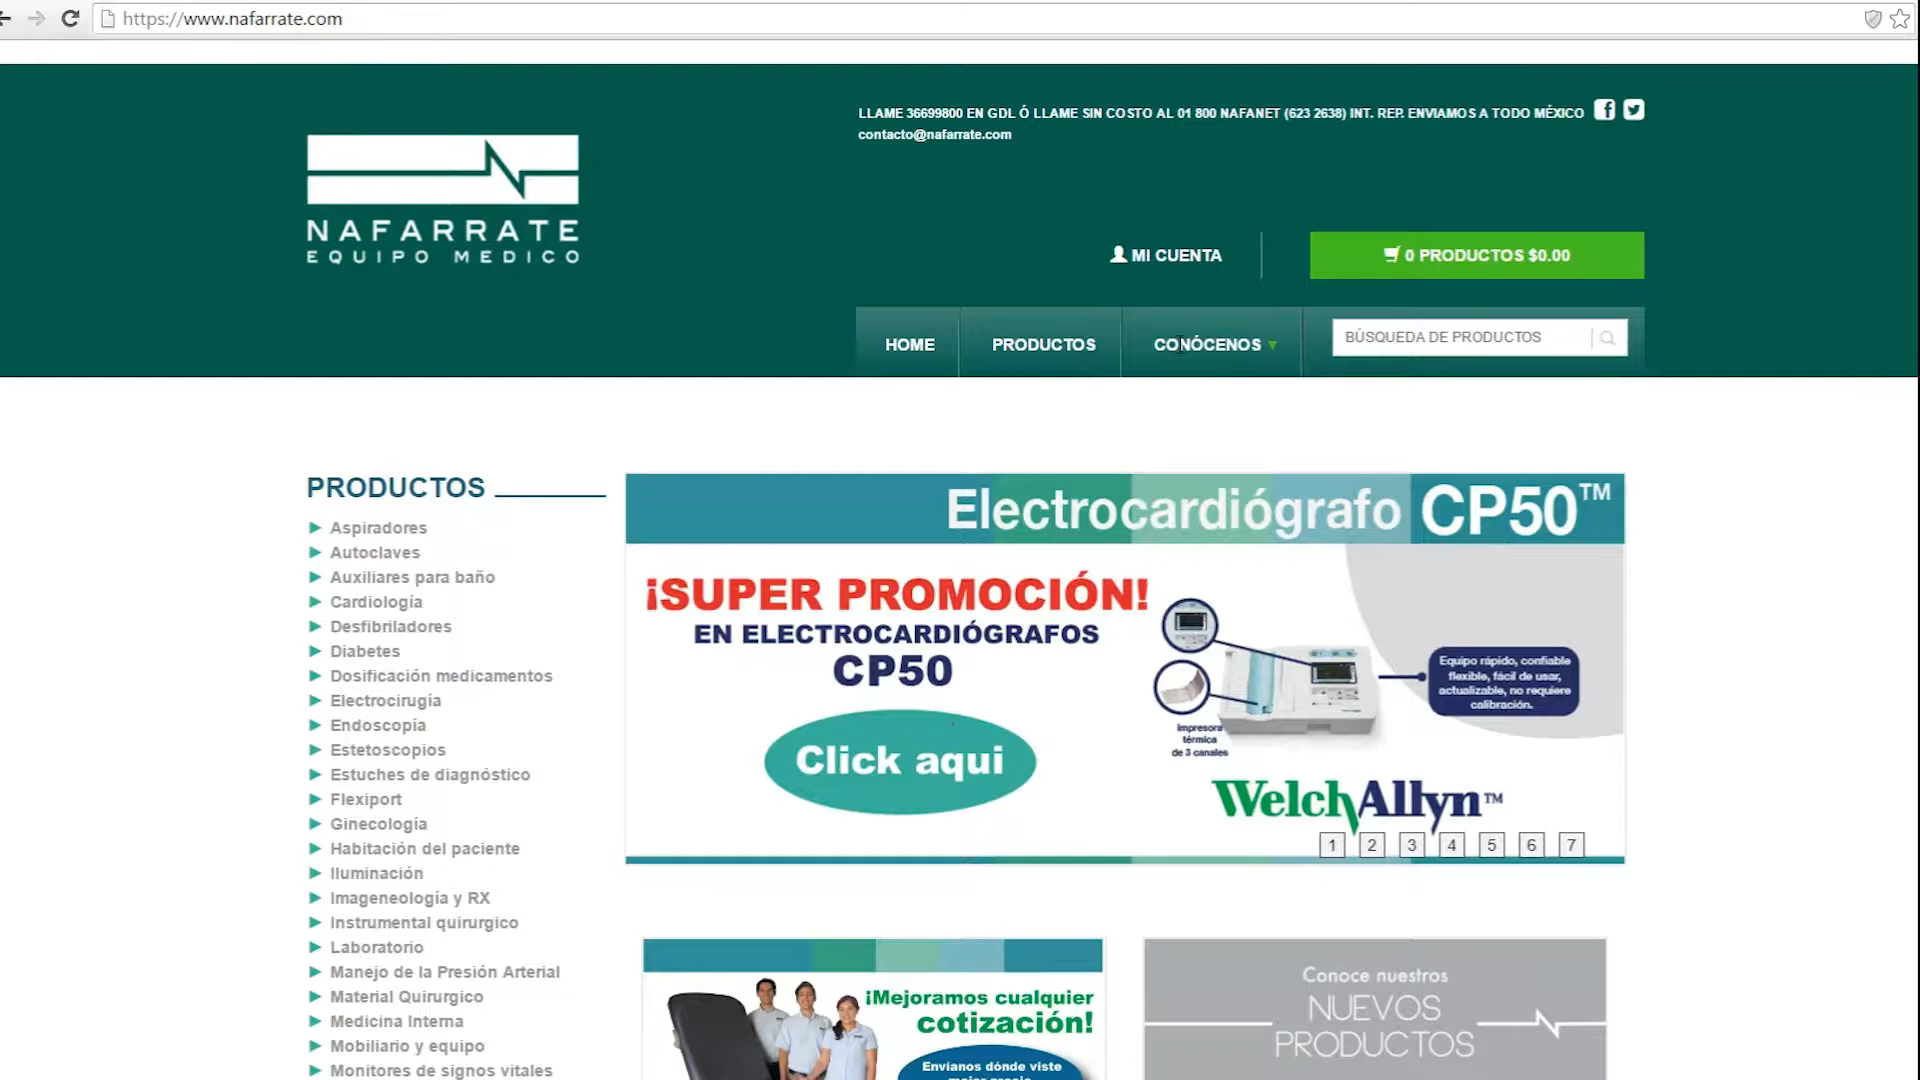 https://www.nafarrate.com
LLAME 36699800 EN GDL Ó LLAME SIN COSTO AL 01 800 NAFANET (623 2638) INT. REP. ENVIAMOS A TODO MÉXICO
contacto@nafarrate.com
NAFARRATE
EQUIPO MEDICO
MI CUENTA
0 PRODUCTOS $0.00
HOME
PRODUCTOS
CONÓCENOS
BÚSQUEDA DE PRODUCTOS
PRODUCTOS
Aspiradores
Autoclaves
Auxiliares para baño
Cardiología
Desfibriladores
Diabetes
Dosificación medicamentos
Electrocirugía
Endoscopía
Estetoscopios
Estuches de diagnóstico
Flexiport
Ginecología
Habitación del paciente
Iluminación
Imageneología y RX
Instrumental quirurgico
Laboratorio
Manejo de la Presión Arterial
Material Quirurgico
Medicina Interna
Mobiliario y equipo
Monitores de signos vitales
Electrocardiógrafo CP50™
¡SUPER PROMOCIÓN!
EN ELECTROCARDIÓGRAFOS
CP50
Click aqui
Impresora
térmica
de 3 canales
Equipo rápido, confiable
flexible, fácil de usar,
actualizable, no requiere
calibración.
WelchAllyn™
1 2 3 4 5 6 7
¡Mejoramos cualquier
cotización!
Envíanos dónde viste
Conoce nuestros
NUEVOS
PRODUCTOS